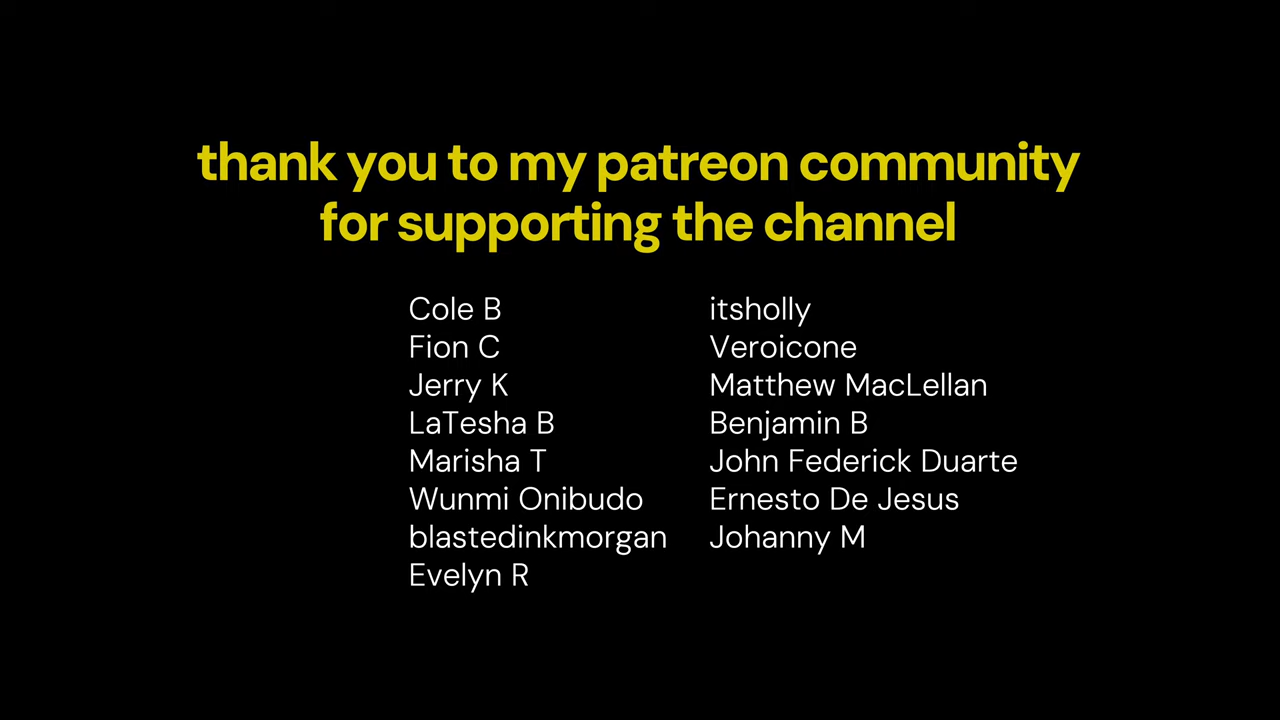 thank you to my patreon community
for supporting the channel
Cole B
Fion C
Jerry K
LaTesha B
Marisha T
Wunmi Onibudo
blastedinkmorgan
Evelyn R
itsholly
Veroicone
Matthew MacLellan
Benjamin B
John Federick Duarte
Ernesto De Jesus
Johanny M